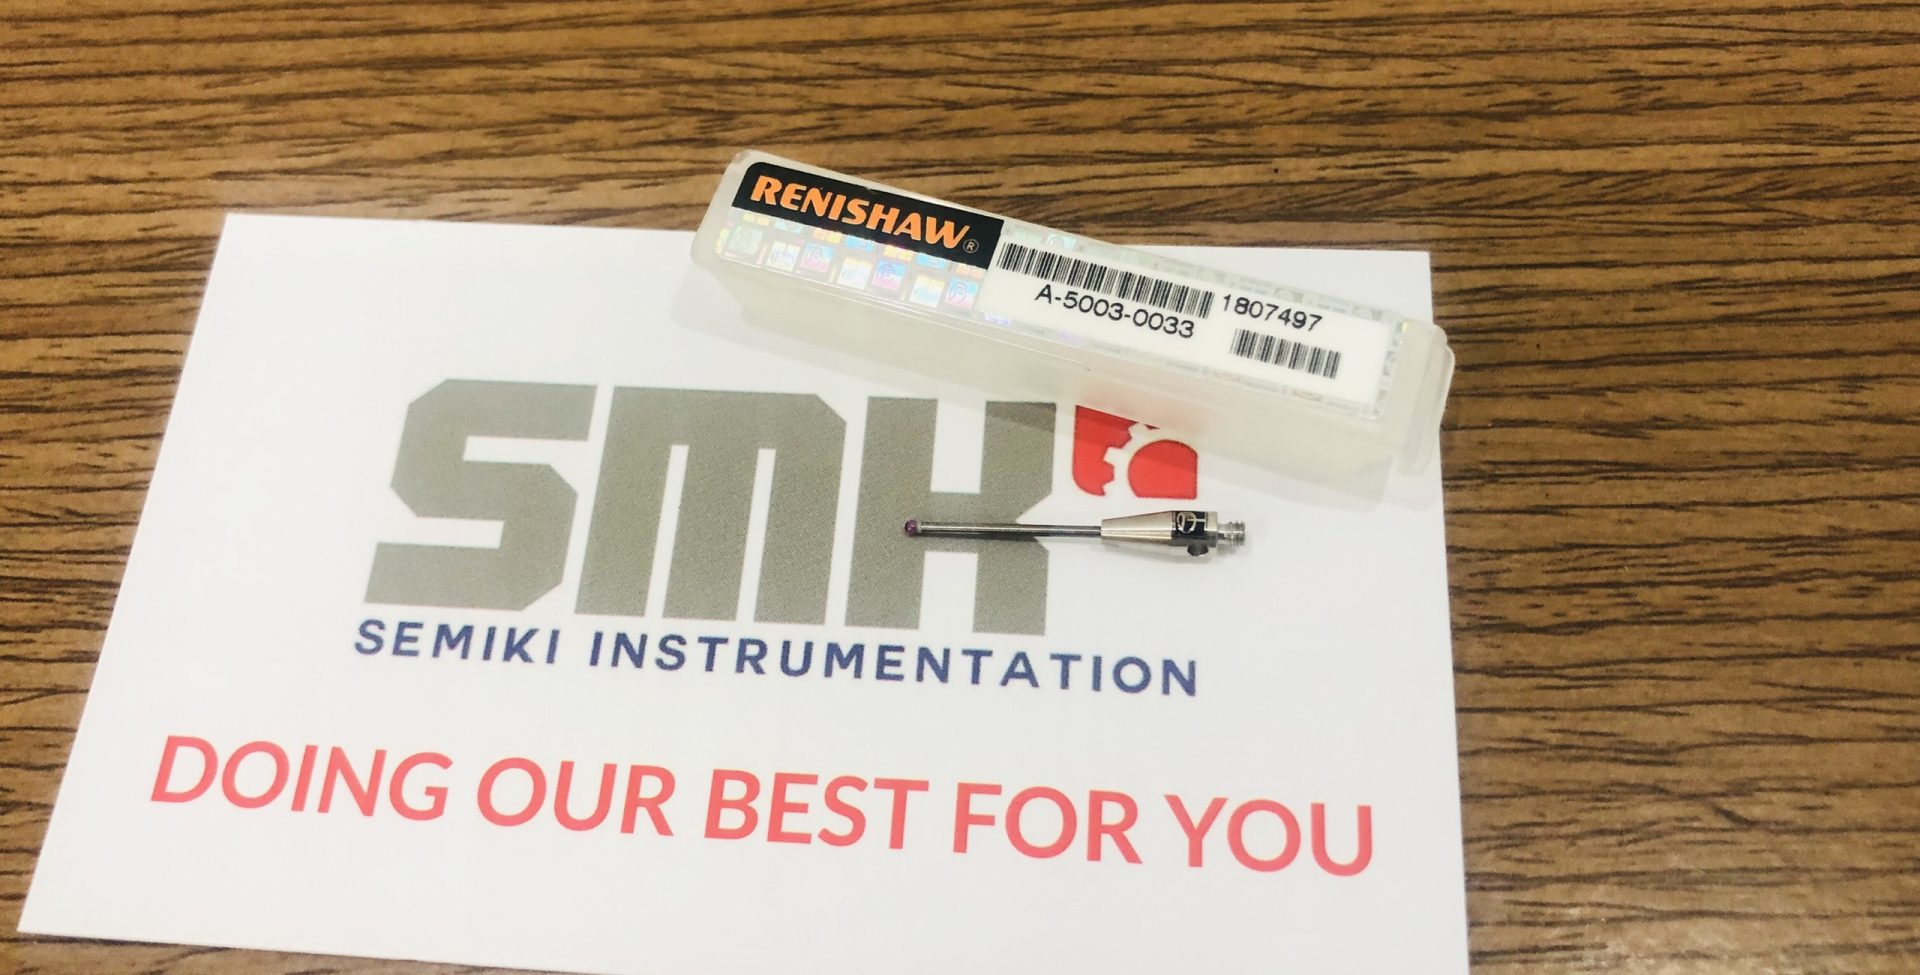 RENISHAW®
A-5003-0033
1807497
SMK
SEMIKI INSTRUMENTATION
DOING OUR BEST FOR YOU